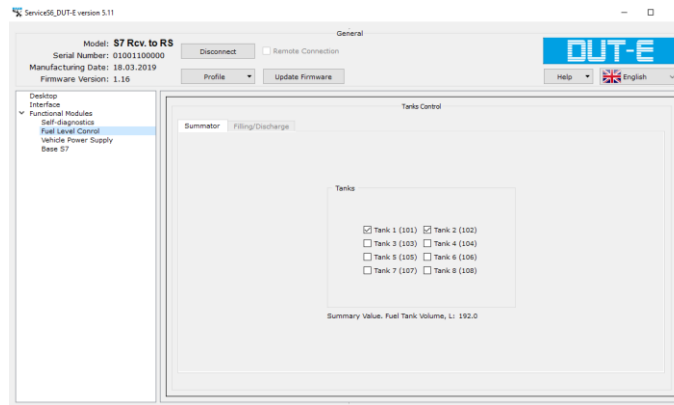 ServiceS6_DUT-E version 5.11
General
Model: S7 Rcv. to RS
Serial Number: 01001100000
Manufacturing Date: 18.03.2019
Firmware Version: 1.16
Disconnect
Remote Connection
Profile
Update Firmware
DUT-E
Help
English
Desktop
Interface
Functional Modules
Self-diagnostics
Fuel Level Conrol
Vehicle Power Supply
Base S7
Tanks Control
Summator
Filling/Discharge
Tanks
Tank 1 (101) Tank 2 (102)
Tank 3 (103) Tank 4 (104)
Tank 5 (105) Tank 6 (106)
Tank 7 (107) Tank 8 (108)
Summary Value. Fuel Tank Volume, L: 192.0